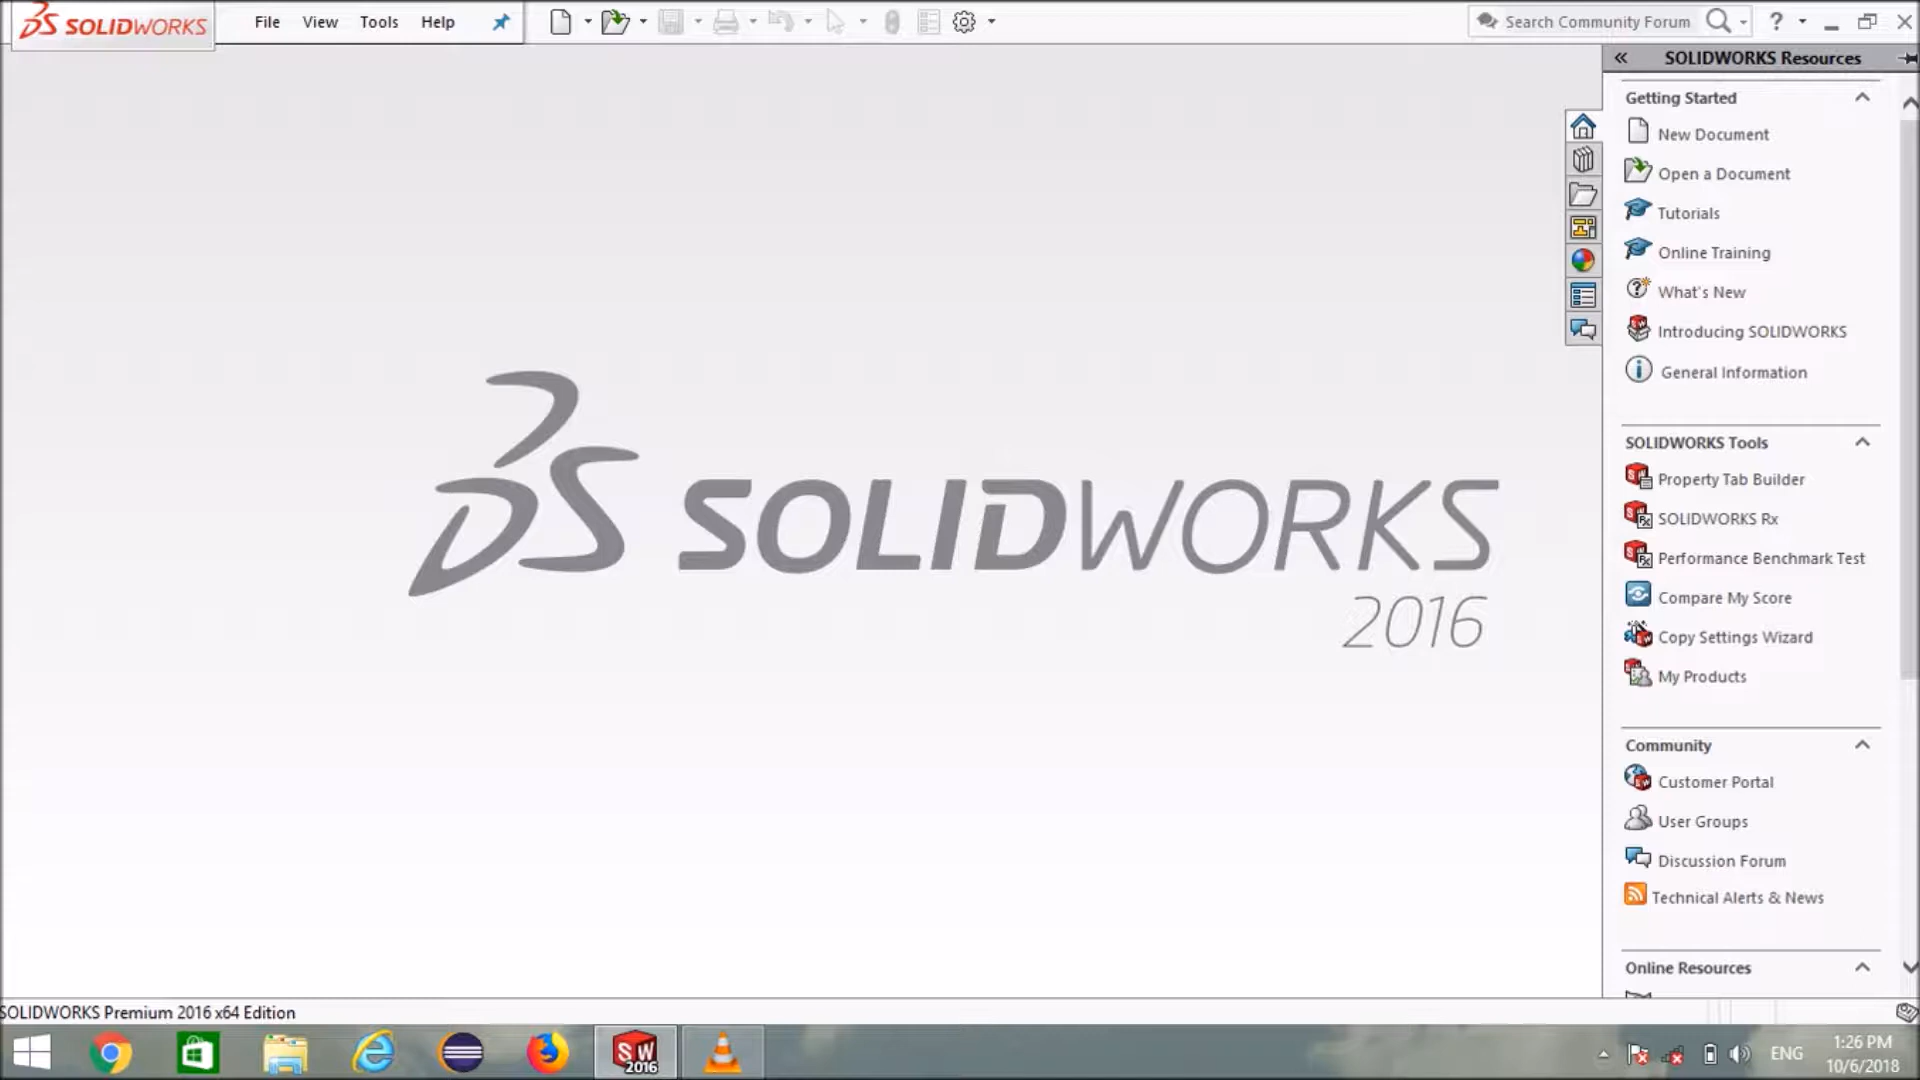 SOLIDWORKS File View Tools Help Search Community Forum ?
SOLIDWORKS Resources
Getting Started
New Document
Open a Document
Tutorials
Online Training
What's New
Introducing SOLIDWORKS
General Information
SOLIDWORKS Tools
Property Tab Builder
SOLIDWORKS Rx
Performance Benchmark Test
Compare My Score
Copy Settings Wizard
My Products
Community
Customer Portal
User Groups
Discussion Forum
Technical Alerts & News
Online Resources
SOLIDWORKS
2016
SOLIDWORKS Premium 2016 x64 Edition
SW
2016
ENG
1:26 PM
10/6/2018